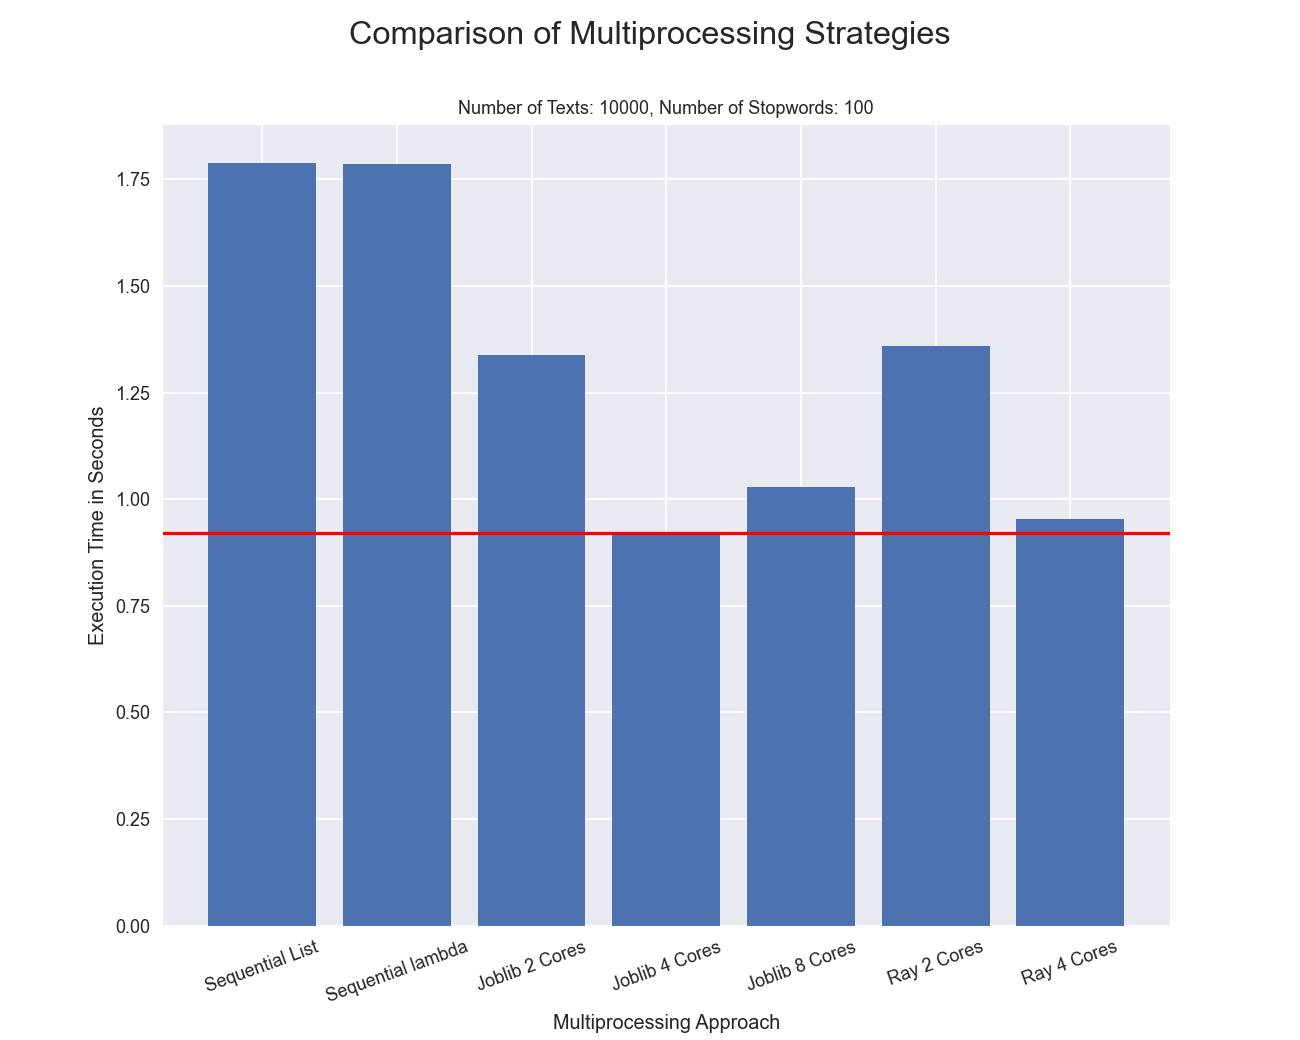 Comparison of Multiprocessing Strategies
Number of Texts: 10000, Number of Stopwords: 100
1.75
1.50
1.25
1.00
0.75
0.50
0.25
0.00
Execution Time in Seconds
Sequential List
Sequential lambda
Joblib 2 Cores
Joblib 4 Cores
Joblib 8 Cores
Ray 2 Cores
Ray 4 Cores
Multiprocessing Approach